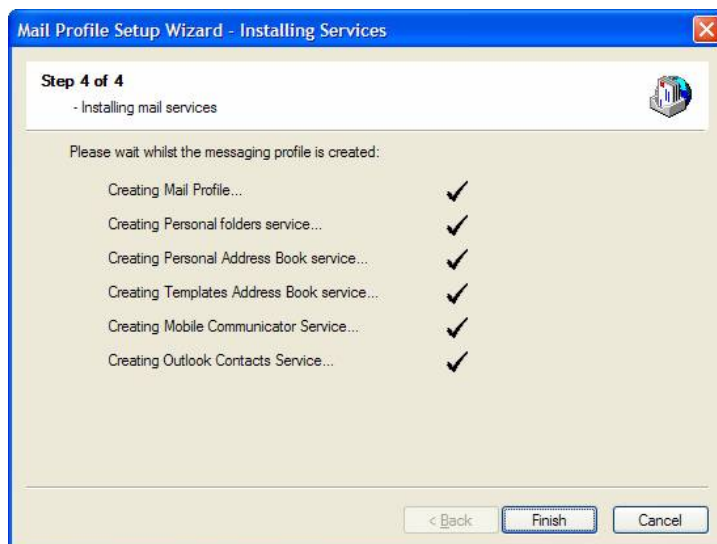 Mail Profile Setup Wizard - Installing Services
Step 4 of 4
- Installing mail services
Please wait whilst the messaging profile is created:
Creating Mail Profile...
Creating Personal folders service...
Creating Personal Address Book service...
Creating Templates Address Book service...
Creating Mobile Communicator Service...
Creating Outlook Contacts Service...
< Back Finish Cancel